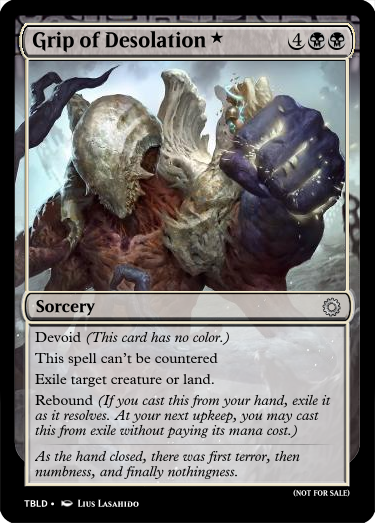 Grip of Desolation ★ 4
Sorcery
Devoid (This card has no color.)
This spell can't be countered
Exile target creature or land.
Rebound (If you cast this from your hand, exile it
as it resolves. At your next upkeep, you may cast
this from exile without paying its mana cost.)
As the hand closed, there was first terror, then
numbness, and finally nothingness.
(NOT FOR SALE)
TBLD • Lius Lasahido